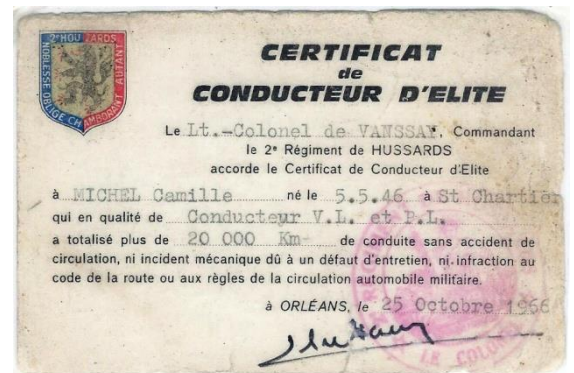 2ᵉ HOUZARDS
NOBLESSE OBLIGE CHAMBORANT AUTANT
CERTIFICAT
de
CONDUCTEUR D'ELITE
Le Lt.-Colonel de VANSSAY, Commandant
le 2ᵉ Régiment de HUSSARDS
accorde le Certificat de Conducteur d'Elite
à MICHEL Camille né le 5.5.46 à St Chartier
qui en qualité de Conducteur V.L. et P.L.
a totalisé plus de 20 000 Km- de conduite sans accident de
circulation, ni incident mécanique dû à un défaut d'entretien, ni infraction au
code de la route ou aux règles de la circulation automobile militaire.
à ORLÉANS, le 25 Octobre 1966
LE COLO